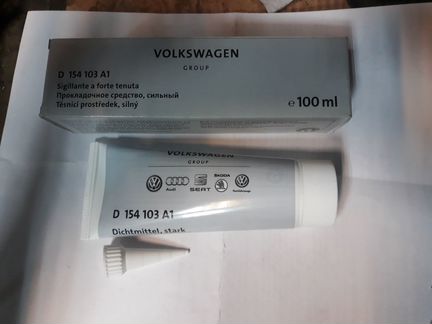 VOLKSWAGEN
GROUP
D 154 103 A1
Sigillante a forte tenuta
Прокладочное средство, сильный
Těsnicí prostředek, silný
e 100 ml
VOLKSWAGEN
GROUP
Audi
SEAT
ŠKODA
D 154 103 A1
Dichtmittel, stark